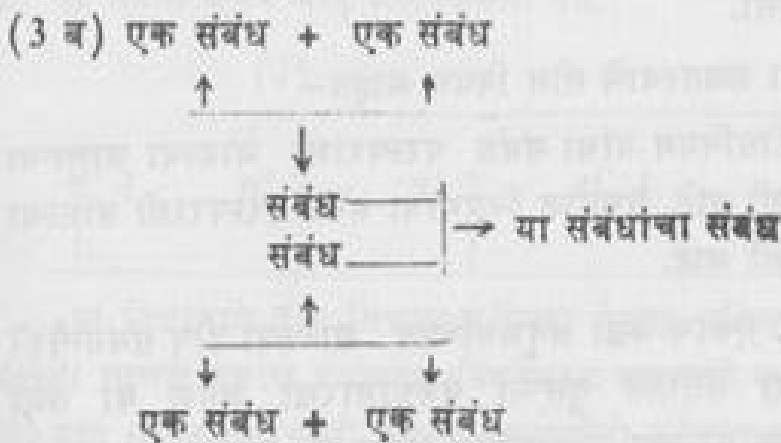 (3 ब) एक संबंध + एक संबंध
↑ ↑
↓
संबंध
→ या संबंधांचा संबंध
संबंध
↑
↓ ↓
एक संबंध + एक संबंध